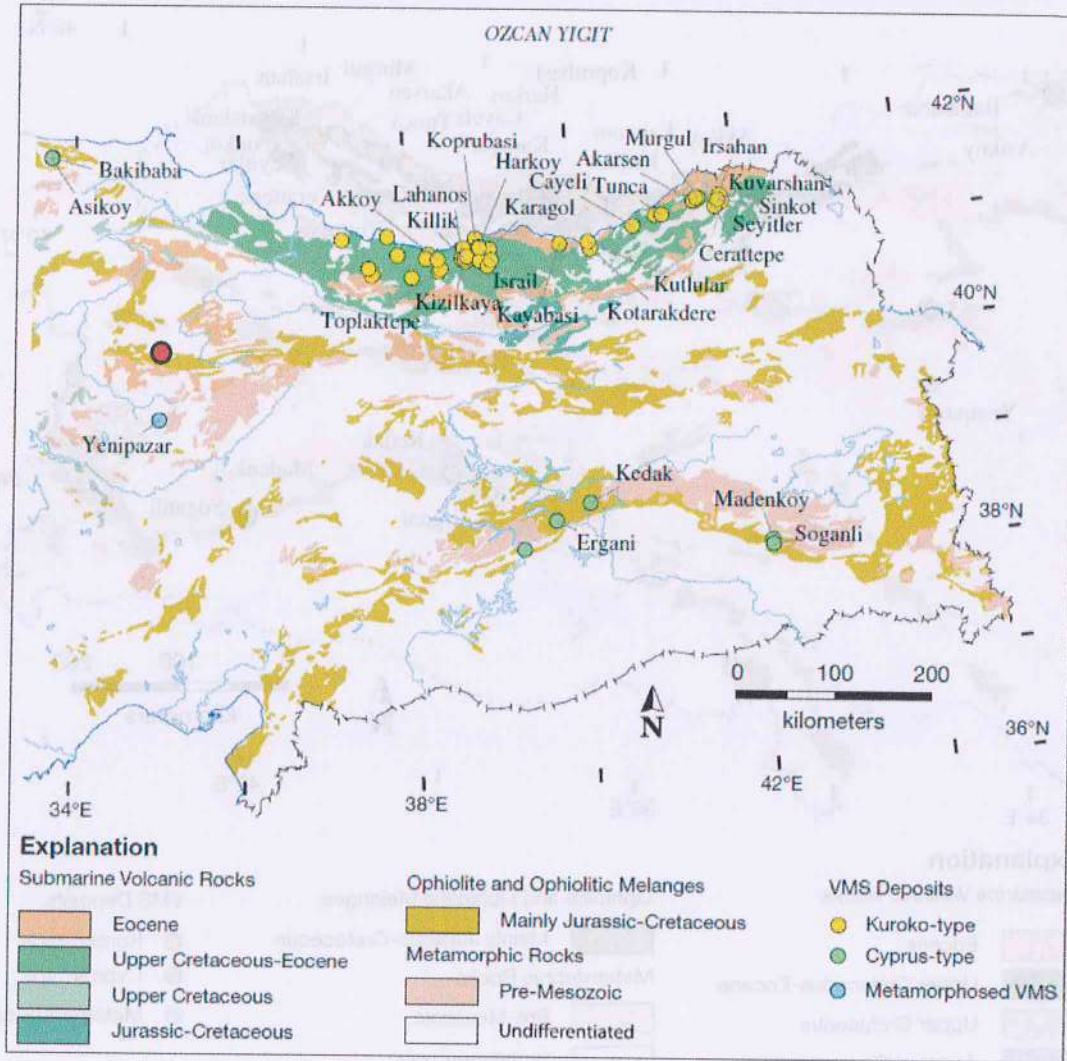 OZCAN YIGIT
42°N
Koprubasi
Murgul
Irsahan
Harkoy
Akarsen
Bakibaba
Lahanos
Cayeli
Tunca
Kuvarshan
Akkoy
Sinkot
Asikoy
Killik
Karagol
Seyitler
Cerattepe
Israil
Kutlular
40°N
Kizilkaya
Kotarakdere
Toplaktepe
Kayabasi
Yenipazar
Kedak
Madenkoy
38°N
Soganli
Ergani
0 100 200
kilometers
N
36°N
34°E
38°E
42°E
Explanation
Submarine Volcanic Rocks
Eocene
Upper Cretaceous-Eocene
Upper Cretaceous
Jurassic-Cretaceous
Ophiolite and Ophiolitic Melanges
Mainly Jurassic-Cretaceous
Metamorphic Rocks
Pre-Mesozoic
Undifferentiated
VMS Deposits
Kuroko-type
Cyprus-type
Metamorphosed VMS